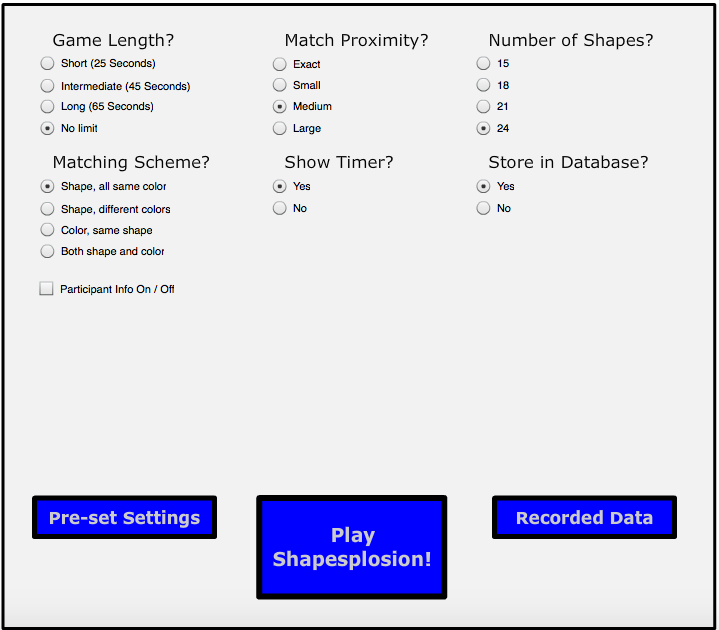 Game Length?
Short (25 Seconds)
Intermediate (45 Seconds)
Long (65 Seconds)
No limit
Match Proximity?
Exact
Small
Medium
Large
Number of Shapes?
15
18
21
24
Matching Scheme?
Shape, all same color
Shape, different colors
Color, same shape
Both shape and color
Show Timer?
Yes
No
Store in Database?
Yes
No
Participant Info On / Off
Pre-set Settings
Play
Shapesplosion!
Recorded Data